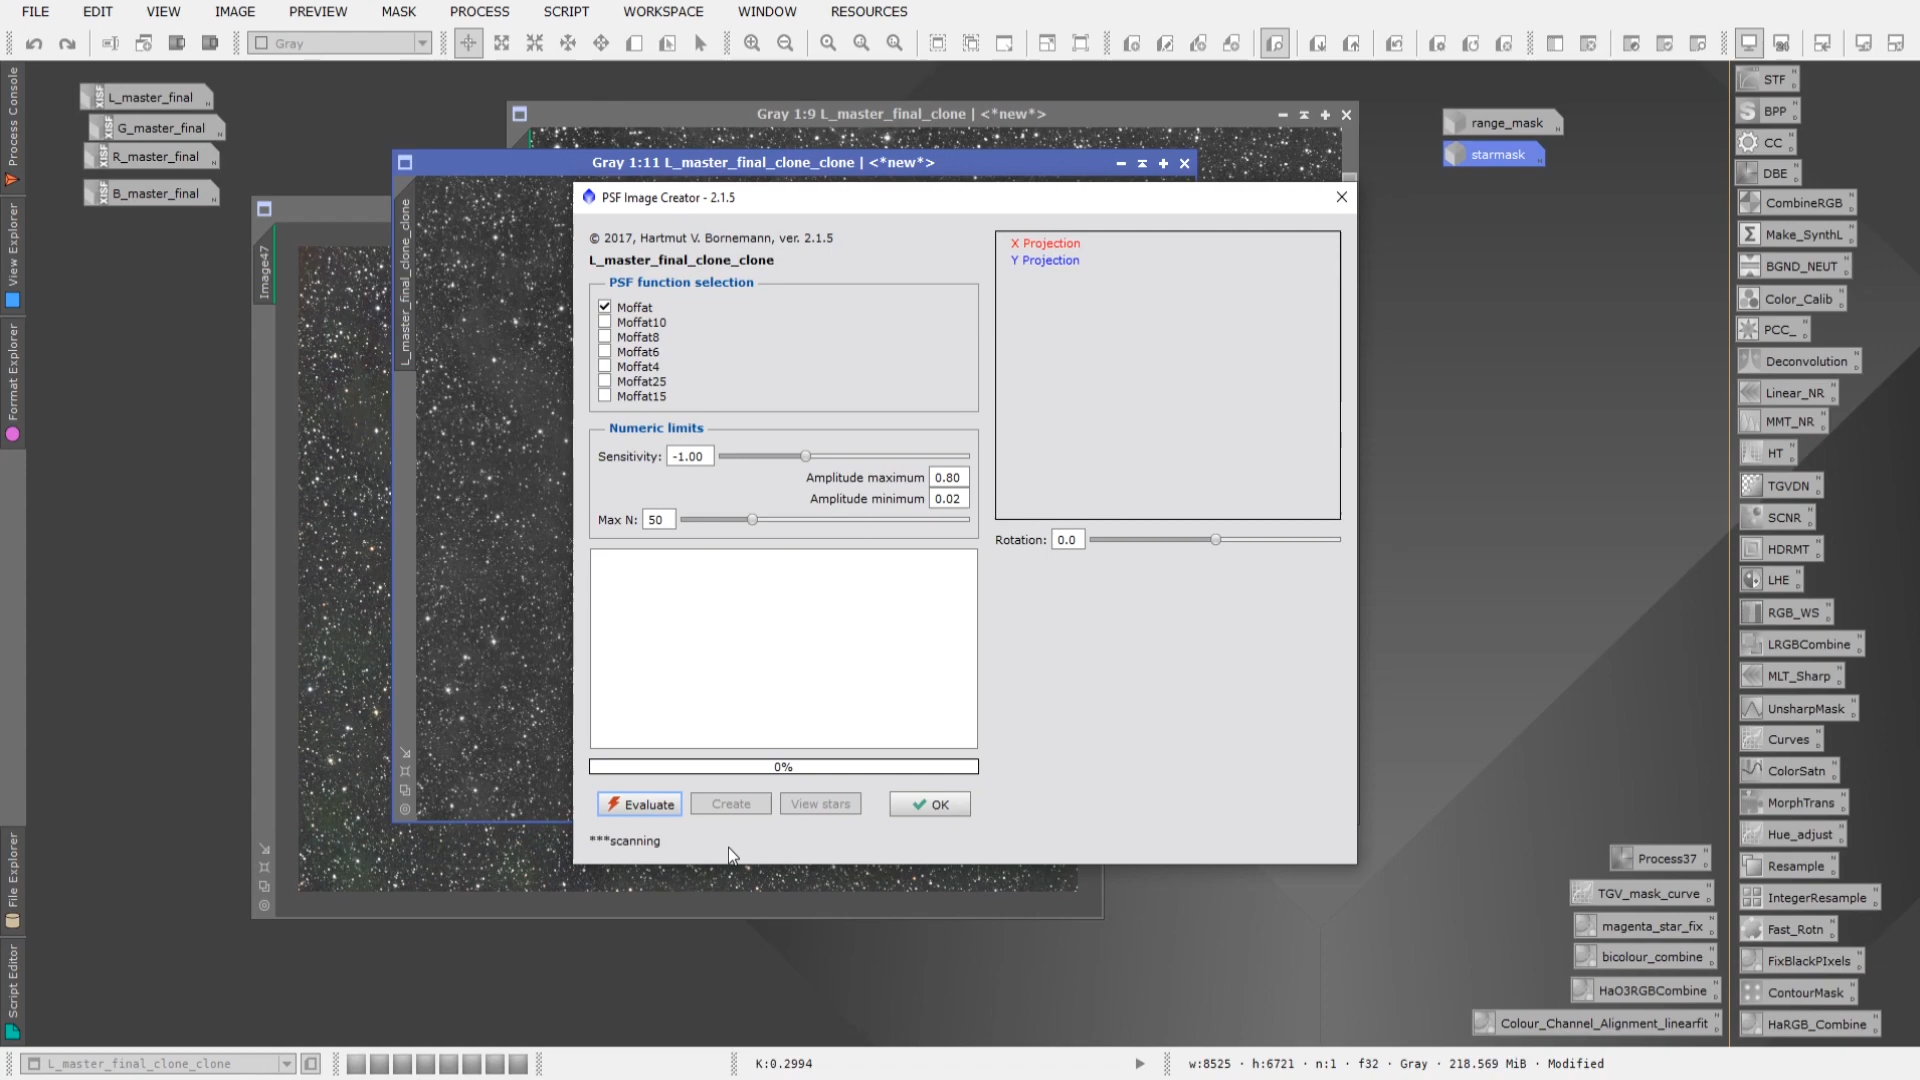 FILE EDIT VIEW IMAGE PREVIEW MASK PROCESS SCRIPT WORKSPACE WINDOW RESOURCES
Gray
Process Console
View Explorer
Format Explorer
File Explorer
Script Editor
L_master_final
G_master_final
R_master_final
B_master_final
Image47
Gray 1:9 L_master_final_clone | <*new*>
Gray 1:11 L_master_final_clone_clone | <*new*>
L_master_final_clone_clone
PSF Image Creator - 2.1.5
© 2017, Hartmut V. Bornemann, ver. 2.1.5
L_master_final_clone_clone
PSF function selection
Moffat
Moffat10
Moffat8
Moffat6
Moffat4
Moffat25
Moffat15
Numeric limits
Sensitivity: -1.00
Amplitude maximum 0.80
Amplitude minimum 0.02
Max N: 50
0%
Evaluate Create View stars OK
***scanning
X Projection
Y Projection
Rotation: 0.0
range_mask
starmask
STF
BPP
CC
DBE
CombineRGB
Make_SynthL
BGND_NEUT
Color_Calib
PCC_
Deconvolution
Linear_NR
MMT_NR
HT
TGVDN
SCNR
HDRMT
LHE
RGB_WS
LRGBCombine
MLT_Sharp
UnsharpMask
Curves
ColorSatn
MorphTrans
Hue_adjust
Resample
IntegerResample
Fast_Rotn
FixBlackPIxels
ContourMask
HaRGB_Combine
Process37
TGV_mask_curve
magenta_star_fix
bicolour_combine
HaO3RGBCombine
Colour_Channel_Alignment_linearfit
L_master_final_clone_clone
K:0.2994
w:8525 · h:6721 · n:1 · f32 · Gray · 218.569 MiB · Modified